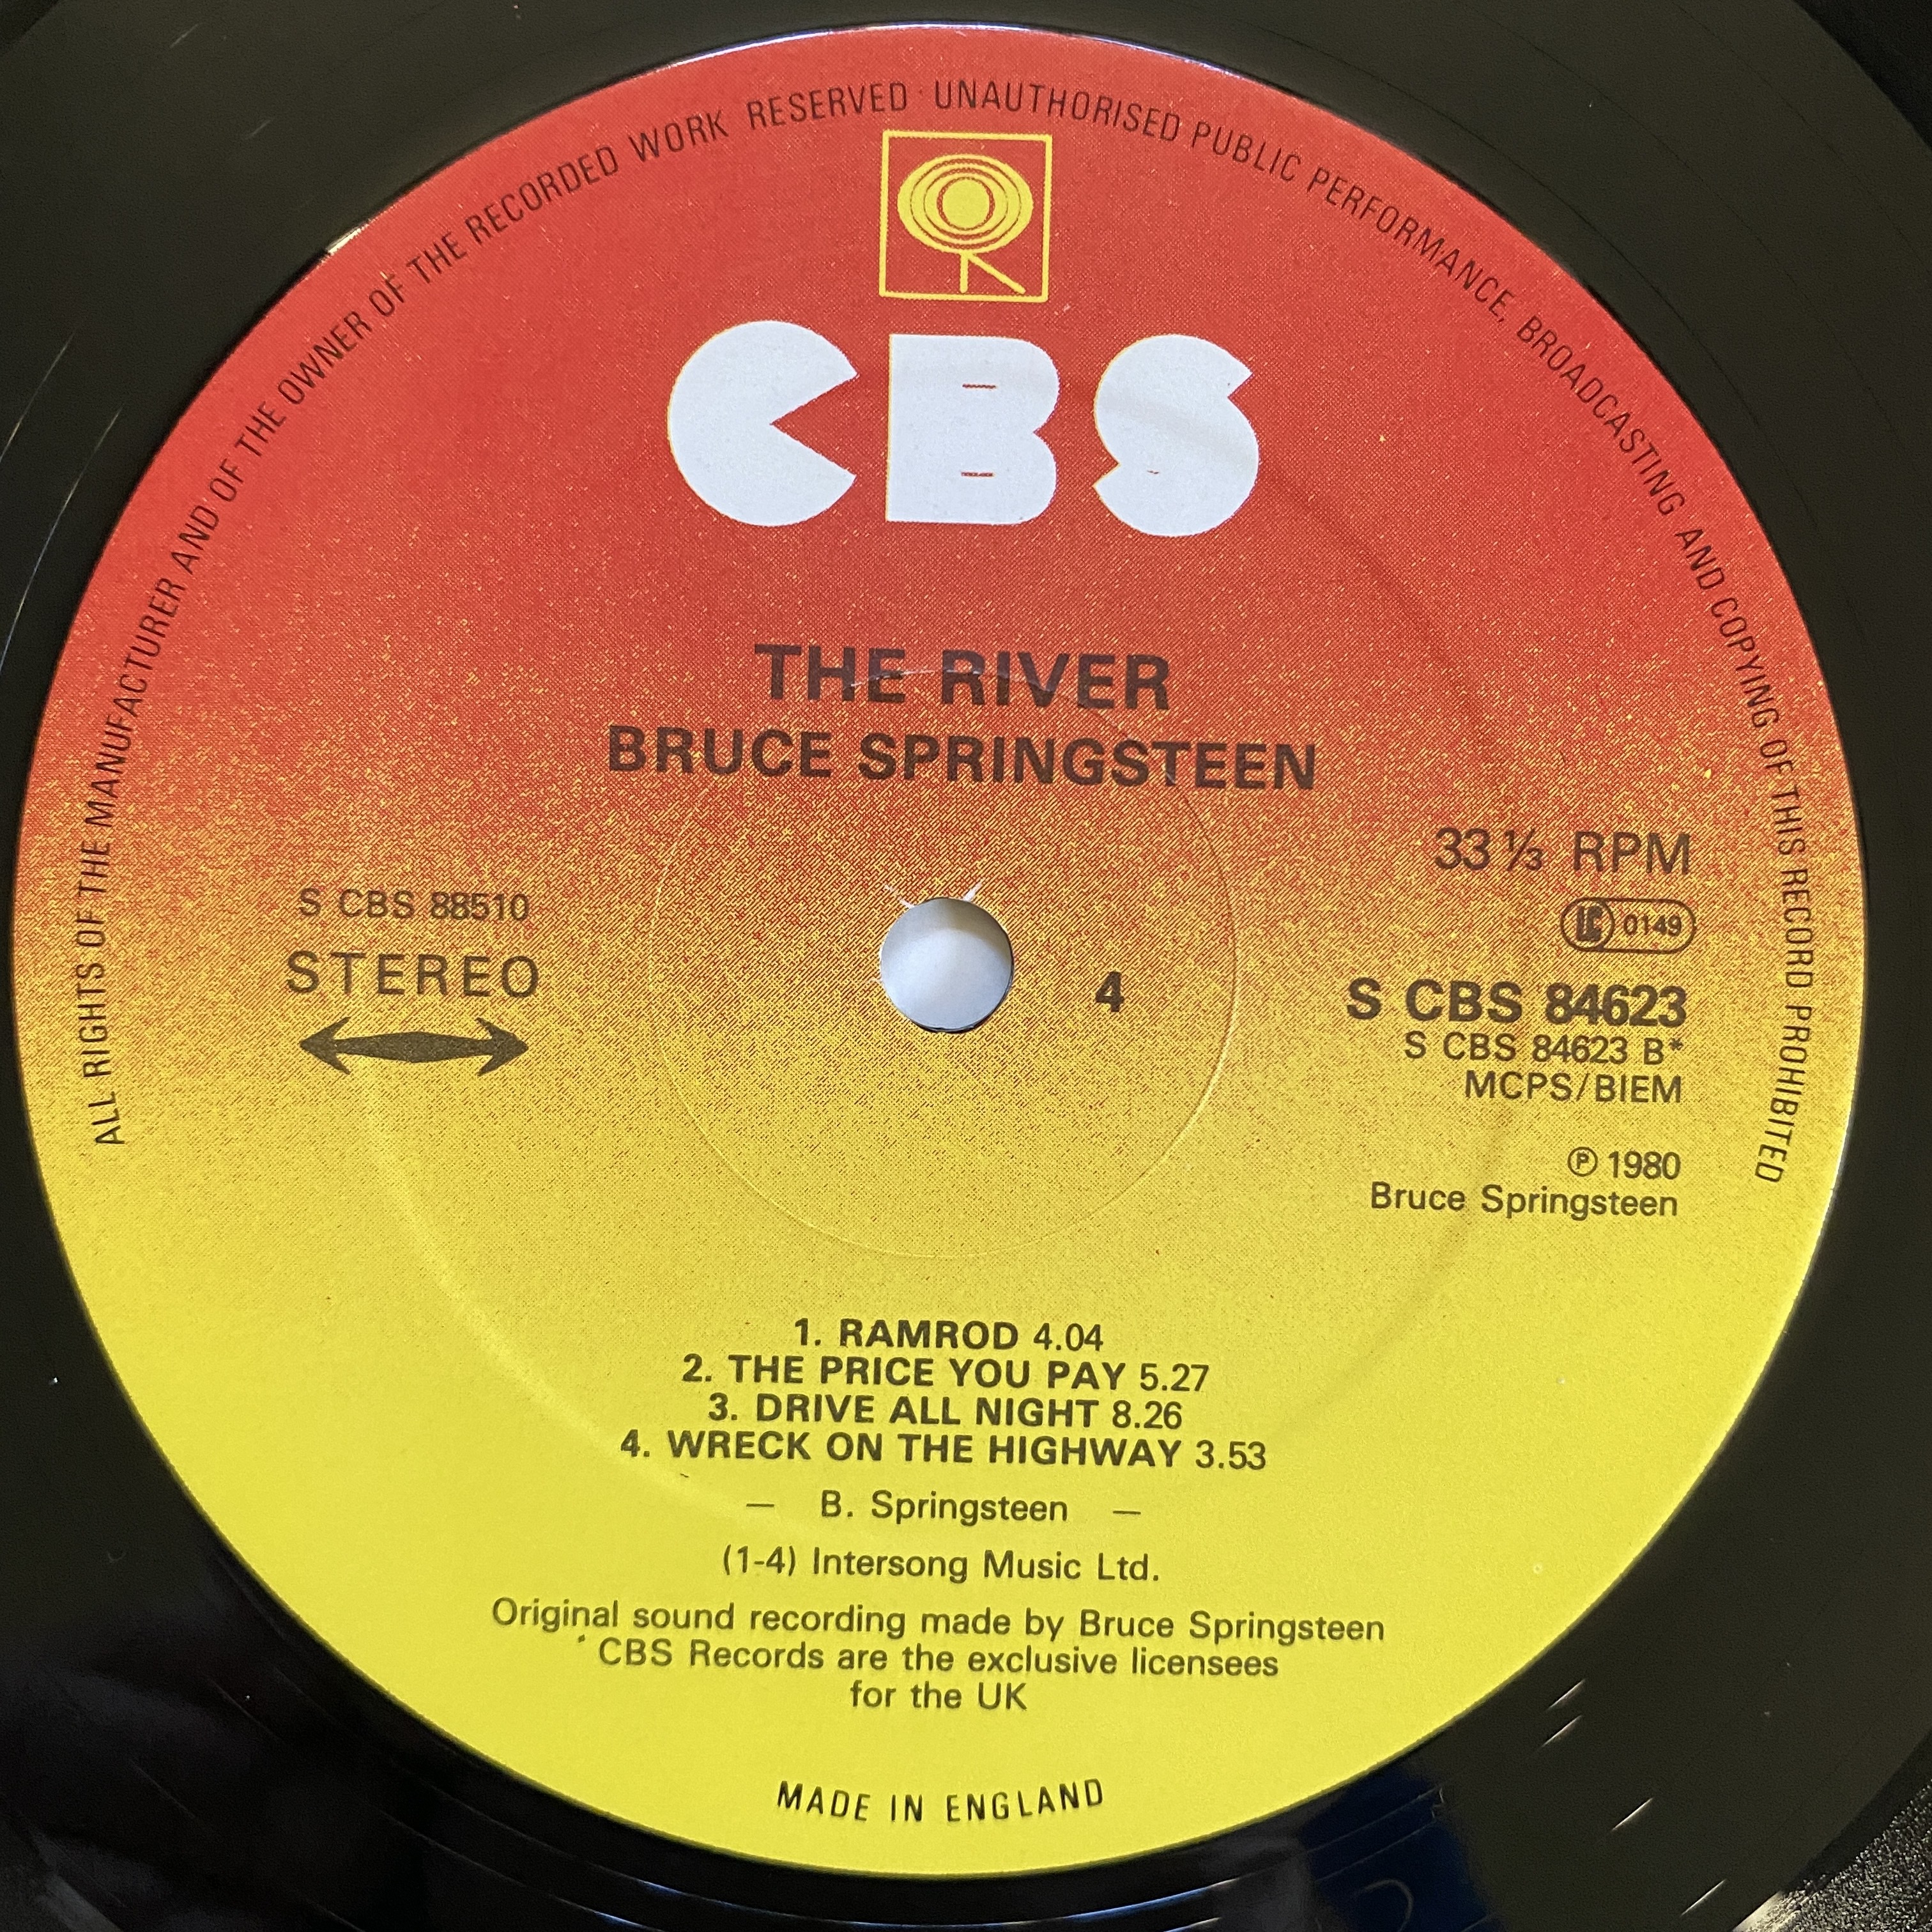 ALL RIGHTS OF THE MANUFACTURER AND OF THE OWNER OF THE RECORDED WORK RESERVED · UNAUTHORISED PUBLIC PERFORMANCE, BROADCASTING AND COPYING OF THIS RECORD PROHIBITED
CBS
THE RIVER
BRUCE SPRINGSTEEN
S CBS 88510
STEREO
4
33 ⅓ RPM
LC 0149
S CBS 84623
S CBS 84623 B*
MCPS/BIEM
℗ 1980
Bruce Springsteen
1. RAMROD 4.04
2. THE PRICE YOU PAY 5.27
3. DRIVE ALL NIGHT 8.26
4. WRECK ON THE HIGHWAY 3.53
— B. Springsteen —
(1-4) Intersong Music Ltd.
Original sound recording made by Bruce Springsteen
CBS Records are the exclusive licensees
for the UK
MADE IN ENGLAND